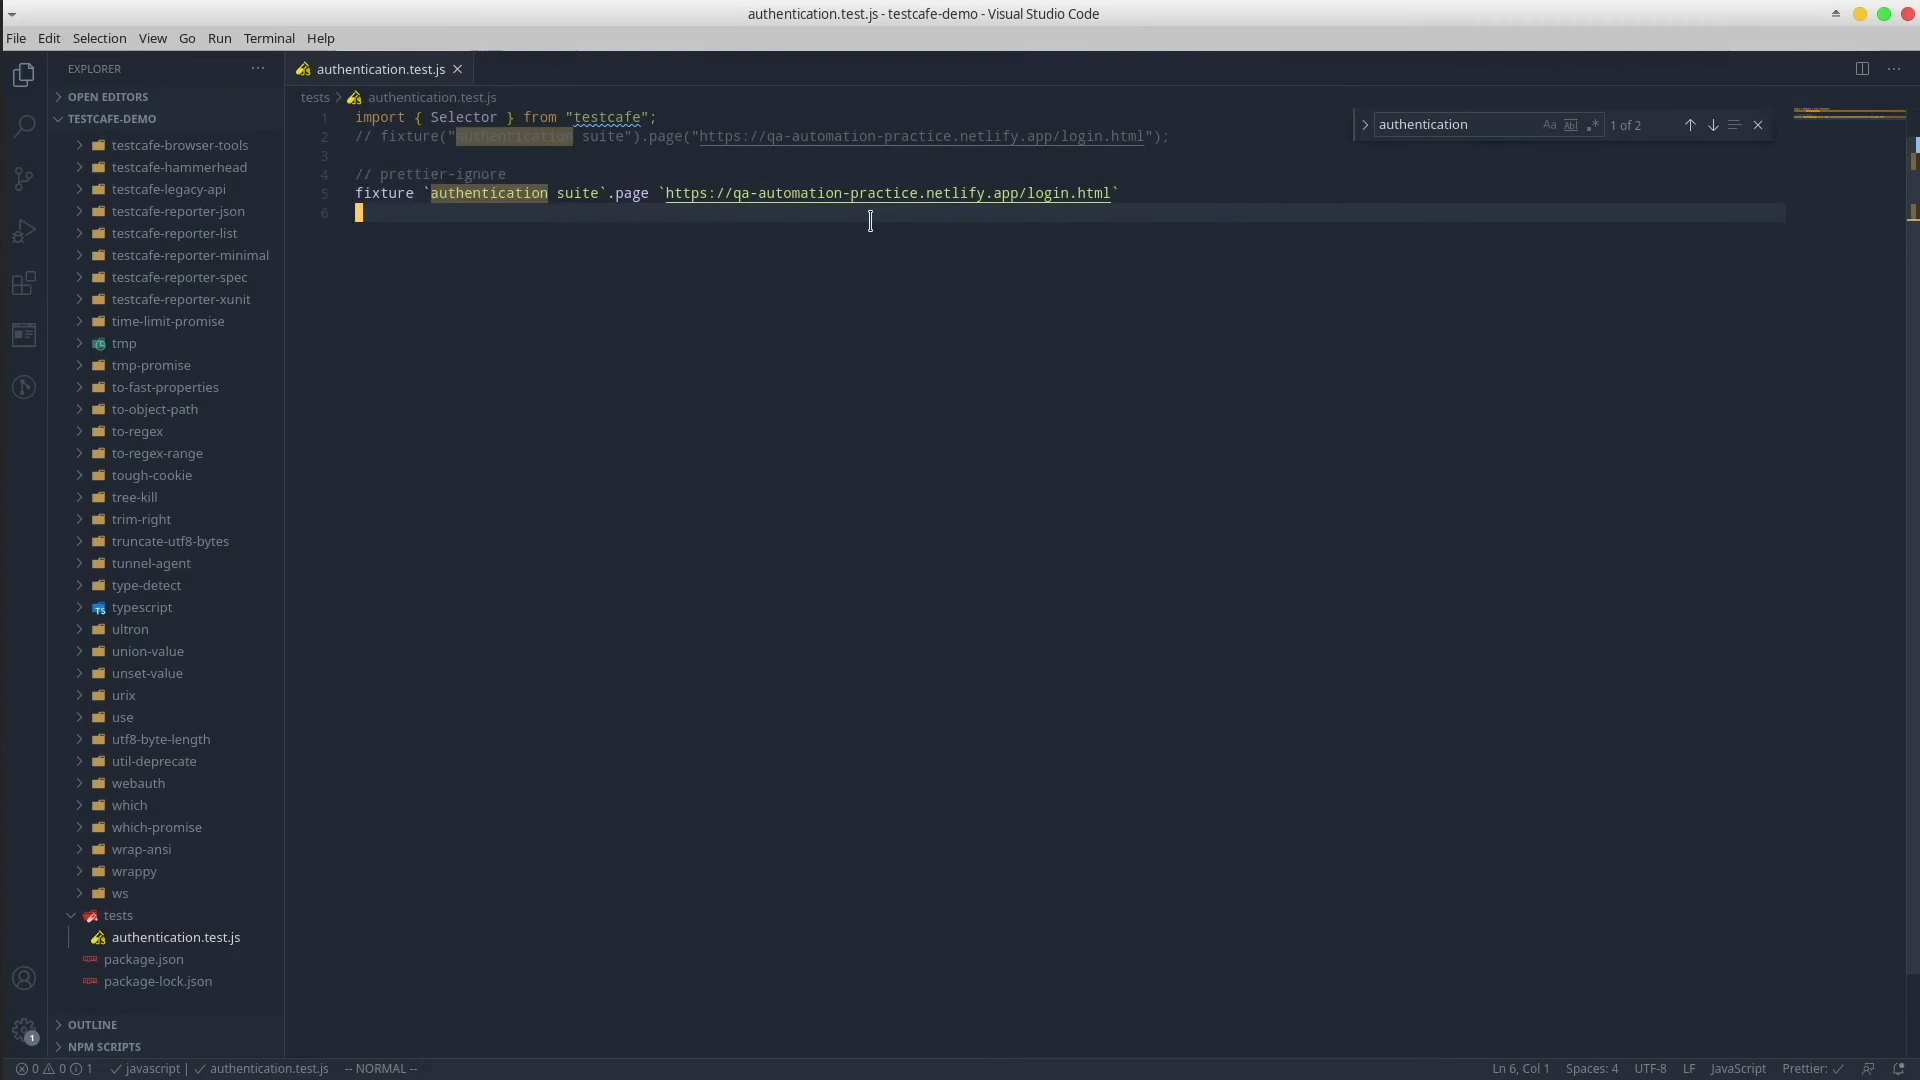 authentication.test.js - testcafe-demo - Visual Studio Code
File Edit Selection View Go Run Terminal Help
EXPLORER
OPEN EDITORS
TESTCAFE-DEMO
testcafe-browser-tools
testcafe-hammerhead
testcafe-legacy-api
testcafe-reporter-json
testcafe-reporter-list
testcafe-reporter-minimal
testcafe-reporter-spec
testcafe-reporter-xunit
time-limit-promise
tmp
tmp-promise
to-fast-properties
to-object-path
to-regex
to-regex-range
tough-cookie
tree-kill
trim-right
truncate-utf8-bytes
tunnel-agent
type-detect
TS typescript
ultron
union-value
unset-value
urix
use
utf8-byte-length
util-deprecate
webauth
which
which-promise
wrap-ansi
wrappy
ws
tests
authentication.test.js
package.json
package-lock.json
OUTLINE
NPM SCRIPTS
1
authentication.test.js
tests > authentication.test.js
1 import { Selector } from "testcafe";
2 // fixture("authentication suite").page("https://qa-automation-practice.netlify.app/login.html");
3
4 // prettier-ignore
5 fixture `authentication suite`.page `https://qa-automation-practice.netlify.app/login.html`
6
authentication Aa Abl .* 1 of 2
0 0 1 javascript | authentication.test.js -- NORMAL --
Ln 6, Col 1 Spaces: 4 UTF-8 LF JavaScript Prettier: ✓